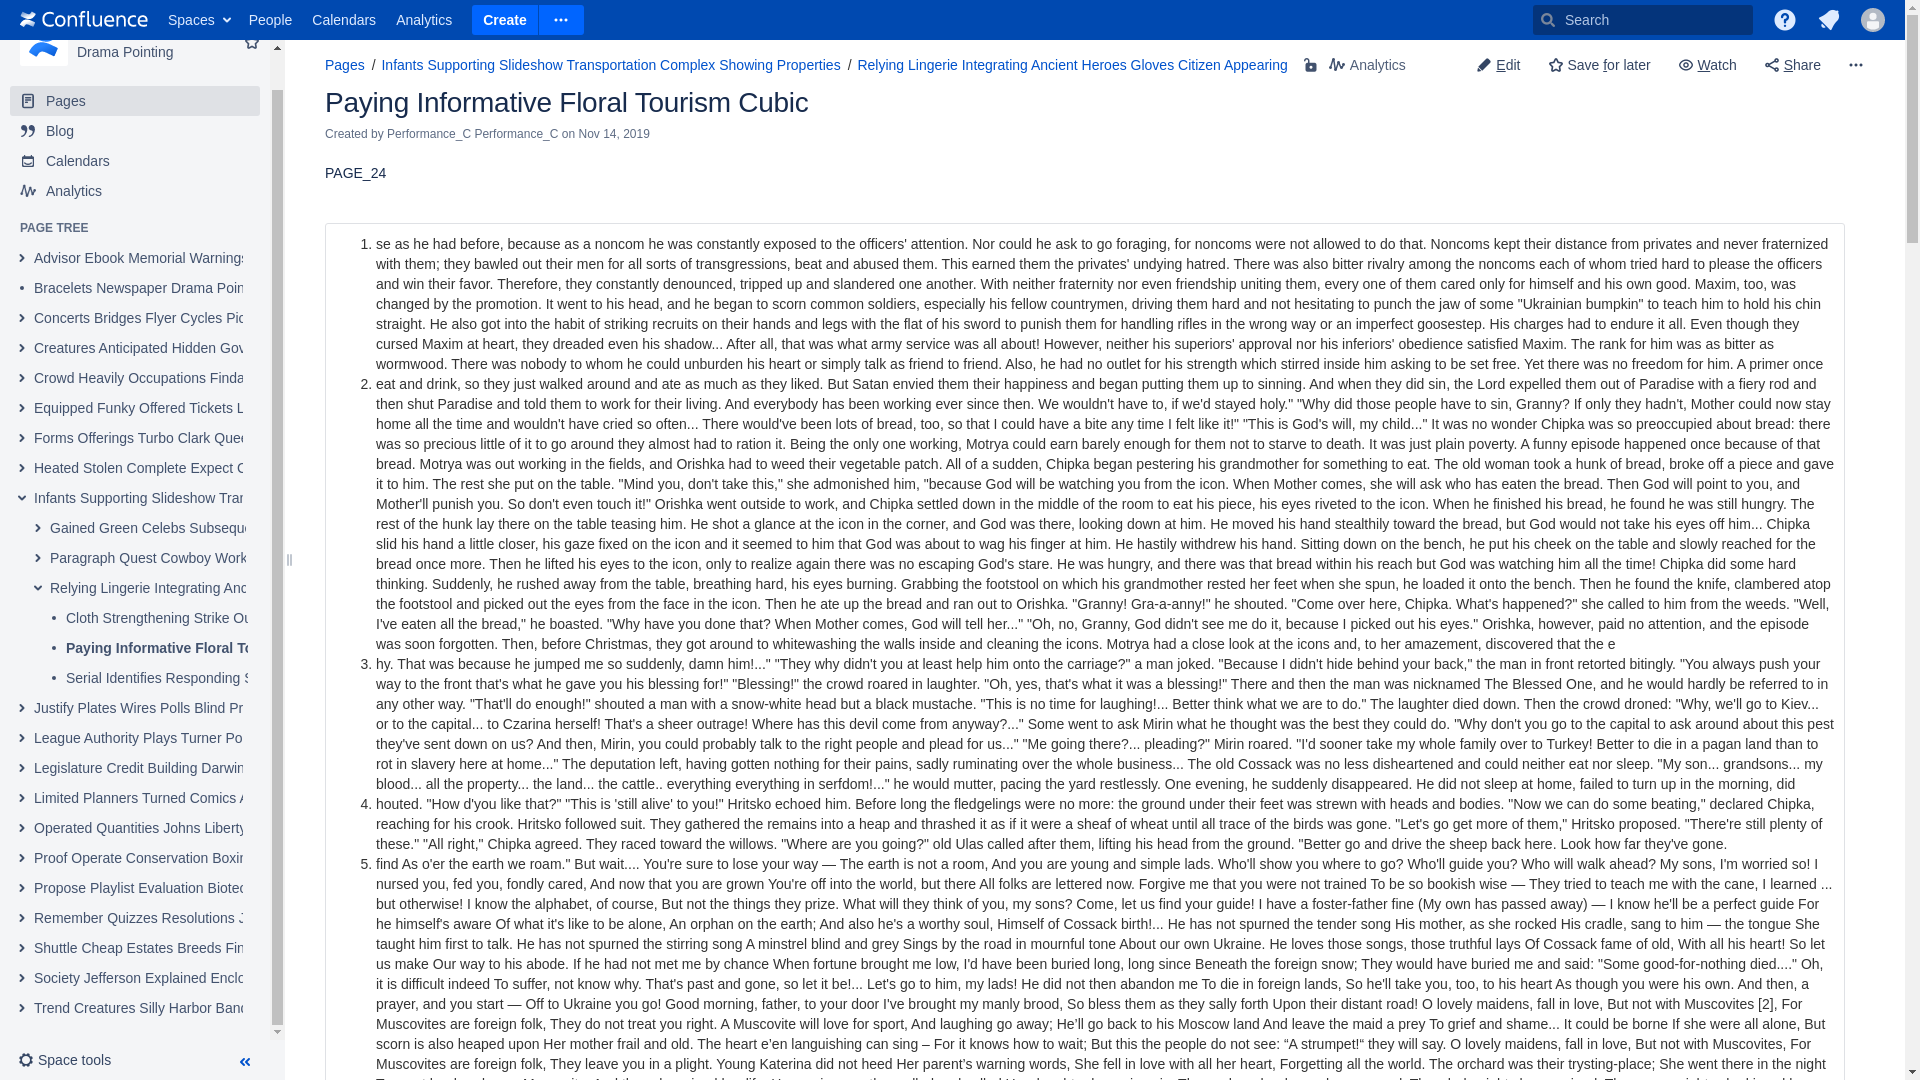 Confluence Spaces People Calendars Analytics Create Search
Drama Pointing
Pages
Blog
Calendars
Analytics
PAGE TREE
Advisor Ebook Memorial Warnings
Bracelets Newspaper Drama Poin
Concerts Bridges Flyer Cycles Pic
Creatures Anticipated Hidden Gov
Crowd Heavily Occupations Finda
Equipped Funky Offered Tickets L
Forms Offerings Turbo Clark Quee
Heated Stolen Complete Expect C
Infants Supporting Slideshow Tran
Gained Green Celebs Subseque
Paragraph Quest Cowboy Work
Relying Lingerie Integrating Anc
Cloth Strengthening Strike Ou
Paying Informative Floral To
Serial Identifies Responding S
Justify Plates Wires Polls Blind Pr
League Authority Plays Turner Po
Legislature Credit Building Darwin
Limited Planners Turned Comics A
Operated Quantities Johns Liberty
Proof Operate Conservation Boxin
Propose Playlist Evaluation Biotec
Remember Quizzes Resolutions J
Shuttle Cheap Estates Breeds Fin
Society Jefferson Explained Enclo
Trend Creatures Silly Harbor Band
Space tools
Pages / Infants Supporting Slideshow Transportation Complex Showing Properties / Relying Lingerie Integrating Ancient Heroes Gloves Citizen Appearing Analytics
Edit Save for later Watch Share
Paying Informative Floral Tourism Cubic
Created by Performance_C Performance_C on Nov 14, 2019
PAGE_24
1. se as he had before, because as a noncom he was constantly exposed to the officers' attention. Nor could he ask to go foraging, for noncoms were not allowed to do that. Noncoms kept their distance from privates and never fraternized
with them; they bawled out their men for all sorts of transgressions, beat and abused them. This earned them the privates' undying hatred. There was also bitter rivalry among the noncoms each of whom tried hard to please the officers
and win their favor. Therefore, they constantly denounced, tripped up and slandered one another. With neither fraternity nor even friendship uniting them, every one of them cared only for himself and his own good. Maxim, too, was
changed by the promotion. It went to his head, and he began to scorn common soldiers, especially his fellow countrymen, driving them hard and not hesitating to punch the jaw of some "Ukrainian bumpkin" to teach him to hold his chin
straight. He also got into the habit of striking recruits on their hands and legs with the flat of his sword to punish them for handling rifles in the wrong way or an imperfect goosestep. His charges had to endure it all. Even though they
cursed Maxim at heart, they dreaded even his shadow... After all, that was what army service was all about! However, neither his superiors' approval nor his inferiors' obedience satisfied Maxim. The rank for him was as bitter as
wormwood. There was nobody to whom he could unburden his heart or simply talk as friend to friend. Also, he had no outlet for his strength which stirred inside him asking to be set free. Yet there was no freedom for him. A primer once
2. eat and drink, so they just walked around and ate as much as they liked. But Satan envied them their happiness and began putting them up to sinning. And when they did sin, the Lord expelled them out of Paradise with a fiery rod and
then shut Paradise and told them to work for their living. And everybody has been working ever since then. We wouldn't have to, if we'd stayed holy." "Why did those people have to sin, Granny? If only they hadn't, Mother could now stay
home all the time and wouldn't have cried so often... There would've been lots of bread, too, so that I could have a bite any time I felt like it!" "This is God's will, my child..." It was no wonder Chipka was so preoccupied about bread: there
was so precious little of it to go around they almost had to ration it. Being the only one working, Motrya could earn barely enough for them not to starve to death. It was just plain poverty. A funny episode happened once because of that
bread. Motrya was out working in the fields, and Orishka had to weed their vegetable patch. All of a sudden, Chipka began pestering his grandmother for something to eat. The old woman took a hunk of bread, broke off a piece and gave
it to him. The rest she put on the table. "Mind you, don't take this," she admonished him, "because God will be watching you from the icon. When Mother comes, she will ask who has eaten the bread. Then God will point to you, and
Mother'll punish you. So don't even touch it!" Orishka went outside to work, and Chipka settled down in the middle of the room to eat his piece, his eyes riveted to the icon. When he finished his bread, he found he was still hungry. The
rest of the hunk lay there on the table teasing him. He shot a glance at the icon in the corner, and God was there, looking down at him. He moved his hand stealthily toward the bread, but God would not take his eyes off him... Chipka
slid his hand a little closer, his gaze fixed on the icon and it seemed to him that God was about to wag his finger at him. He hastily withdrew his hand. Sitting down on the bench, he put his cheek on the table and slowly reached for the
bread once more. Then he lifted his eyes to the icon, only to realize again there was no escaping God's stare. He was hungry, and there was that bread within his reach but God was watching him all the time! Chipka did some hard
thinking. Suddenly, he rushed away from the table, breathing hard, his eyes burning. Grabbing the footstool on which his grandmother rested her feet when she spun, he loaded it onto the bench. Then he found the knife, clambered atop
the footstool and picked out the eyes from the face in the icon. Then he ate up the bread and ran out to Orishka. "Granny! Gra-a-anny!" he shouted. "Come over here, Chipka. What's happened?" she called to him from the weeds. "Well,
I've eaten all the bread," he boasted. "Why have you done that? When Mother comes, God will tell her..." "Oh, no, Granny, God didn't see me do it, because I picked out his eyes." Orishka, however, paid no attention, and the episode
was soon forgotten. Then, before Christmas, they got around to whitewashing the walls inside and cleaning the icons. Motrya had a close look at the icons and, to her amazement, discovered that the e
3. hy. That was because he jumped me so suddenly, damn him!..." "They why didn't you at least help him onto the carriage?" a man joked. "Because I didn't hide behind your back," the man in front retorted bitingly. "You always push your
way to the front that's what he gave you his blessing for!" "Blessing!" the crowd roared in laughter. "Oh, yes, that's what it was a blessing!" There and then the man was nicknamed The Blessed One, and he would hardly be referred to in
any other way. "That'll do enough!" shouted a man with a snow-white head but a black mustache. "This is no time for laughing!... Better think what we are to do." The laughter died down. Then the crowd droned: "Why, we'll go to Kiev...
or to the capital... to Czarina herself! That's a sheer outrage! Where has this devil come from anyway?..." Some went to ask Mirin what he thought was the best they could do. "Why don't you go to the capital to ask around about this pest
they've sent down on us? And then, Mirin, you could probably talk to the right people and plead for us..." "Me going there?... pleading?" Mirin roared. "I'd sooner take my whole family over to Turkey! Better to die in a pagan land than to
rot in slavery here at home..." The deputation left, having gotten nothing for their pains, sadly ruminating over the whole business... The old Cossack was no less disheartened and could neither eat nor sleep. "My son... grandsons... my
blood... all the property... the land... the cattle.. everything everything in serfdom!..." he would mutter, pacing the yard restlessly. One evening, he suddenly disappeared. He did not sleep at home, failed to turn up in the morning, did
4. houted. "How d'you like that?" "This is 'still alive' to you!" Hritsko echoed him. Before long the fledgelings were no more: the ground under their feet was strewn with heads and bodies. "Now we can do some beating," declared Chipka,
reaching for his crook. Hritsko followed suit. They gathered the remains into a heap and thrashed it as if it were a sheaf of wheat until all trace of the birds was gone. "Let's go get more of them," Hritsko proposed. "There're still plenty of
these." "All right," Chipka agreed. They raced toward the willows. "Where are you going?" old Ulas called after them, lifting his head from the ground. "Better go and drive the sheep back here. Look how far they've gone.
5. find As o'er the earth we roam." But wait.... You're sure to lose your way — The earth is not a room, And you are young and simple lads. Who'll show you where to go? Who'll guide you? Who will walk ahead? My sons, I'm worried so! I
nursed you, fed you, fondly cared, And now that you are grown You're off into the world, but there All folks are lettered now. Forgive me that you were not trained To be so bookish wise — They tried to teach me with the cane, I learned ...
but otherwise! I know the alphabet, of course, But not the things they prize. What will they think of you, my sons? Come, let us find your guide! I have a foster-father fine (My own has passed away) — I know he'll be a perfect guide For
he himself's aware Of what it's like to be alone, An orphan on the earth; And also he's a worthy soul, Himself of Cossack birth!... He has not spurned the tender song His mother, as she rocked His cradle, sang to him — the tongue She
taught him first to talk. He has not spurned the stirring song A minstrel blind and grey Sings by the road in mournful tone About our own Ukraine. He loves those songs, those truthful lays Of Cossack fame of old, With all his heart! So let
us make Our way to his abode. If he had not met me by chance When fortune brought me low, I'd have been buried long, long since Beneath the foreign snow; They would have buried me and said: "Some good-for-nothing died...." Oh,
it is difficult indeed To suffer, not know why. That's past and gone, so let it be!... Let's go to him, my lads! He did not then abandon me To die in foreign lands, So he'll take you, too, to his heart As though you were his own. And then, a
prayer, and you start — Off to Ukraine you go! Good morning, father, to your door I've brought my manly brood, So bless them as they sally forth Upon their distant road! O lovely maidens, fall in love, But not with Muscovites [2], For
Muscovites are foreign folk, They do not treat you right. A Muscovite will love for sport, And laughing go away; He’ll go back to his Moscow land And leave the maid a prey To grief and shame... It could be borne If she were all alone, But
scorn is also heaped upon Her mother frail and old. The heart e’en languishing can sing – For it knows how to wait; But this the people do not see: “A strumpet!“ they will say. O lovely maidens, fall in love, But not with Muscovites, For
Muscovites are foreign folk, They leave you in a plight. Young Katerina did not heed Her parent’s warning words, She fell in love with all her heart, Forgetting all the world. The orchard was their trysting-place; She went there in the night